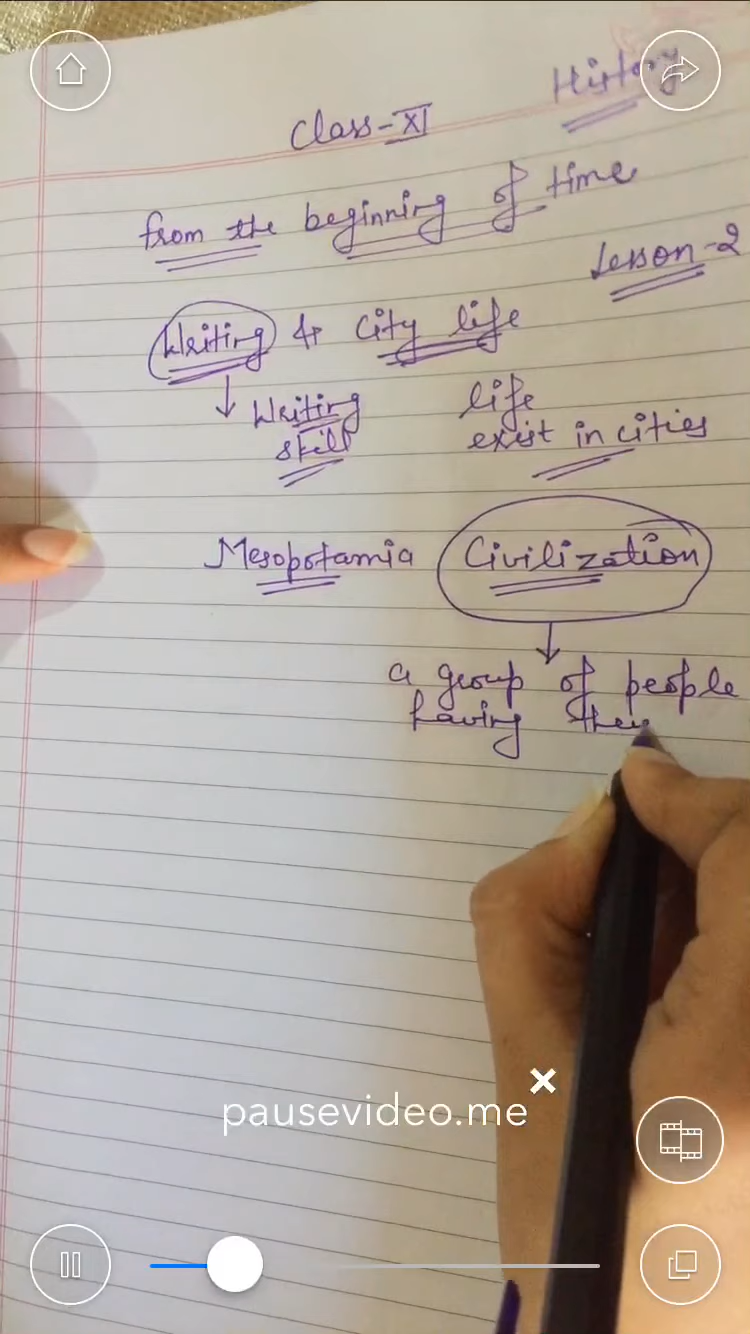 History
Class-XI
from the beginning of time
Lesson-2
Writing & City life
Writing life
skill exist in cities
Mesopotamia Civilization
a group of people
having their
pausevideo.me